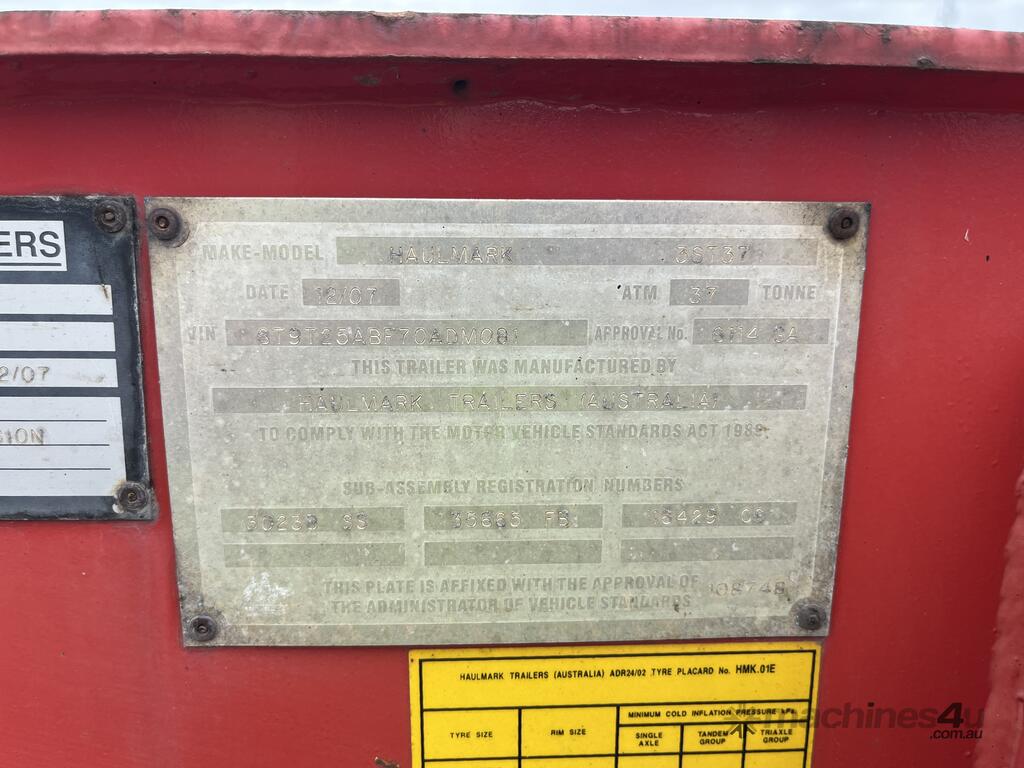 ERS
2/07
SION
MAKE-MODEL HAULMARK 3ST37
DATE 12/07 ATM 37 TONNE
VIN 6T9T25ABF70ADM081 APPROVAL No. SA
THIS TRAILER WAS MANUFACTURED BY
HAULMARK TRAILERS (AUSTRALIA)
TO COMPLY WITH THE MOTOR VEHICLE STANDARDS ACT 1989
SUB-ASSEMBLY REGISTRATION NUMBERS
SS FB
THIS PLATE IS AFFIXED WITH THE APPROVAL OF
THE ADMINISTRATOR OF VEHICLE STANDARDS 108748
HAULMARK TRAILERS (AUSTRALIA) ADR24/02 TYRE PLACARD No. HMK.01E
MINIMUM COLD INFLATION PRESSURE kPa
TYRE SIZE RIM SIZE SINGLE AXLE TANDEM GROUP TRIAXLE GROUP
machines4u
.com.au